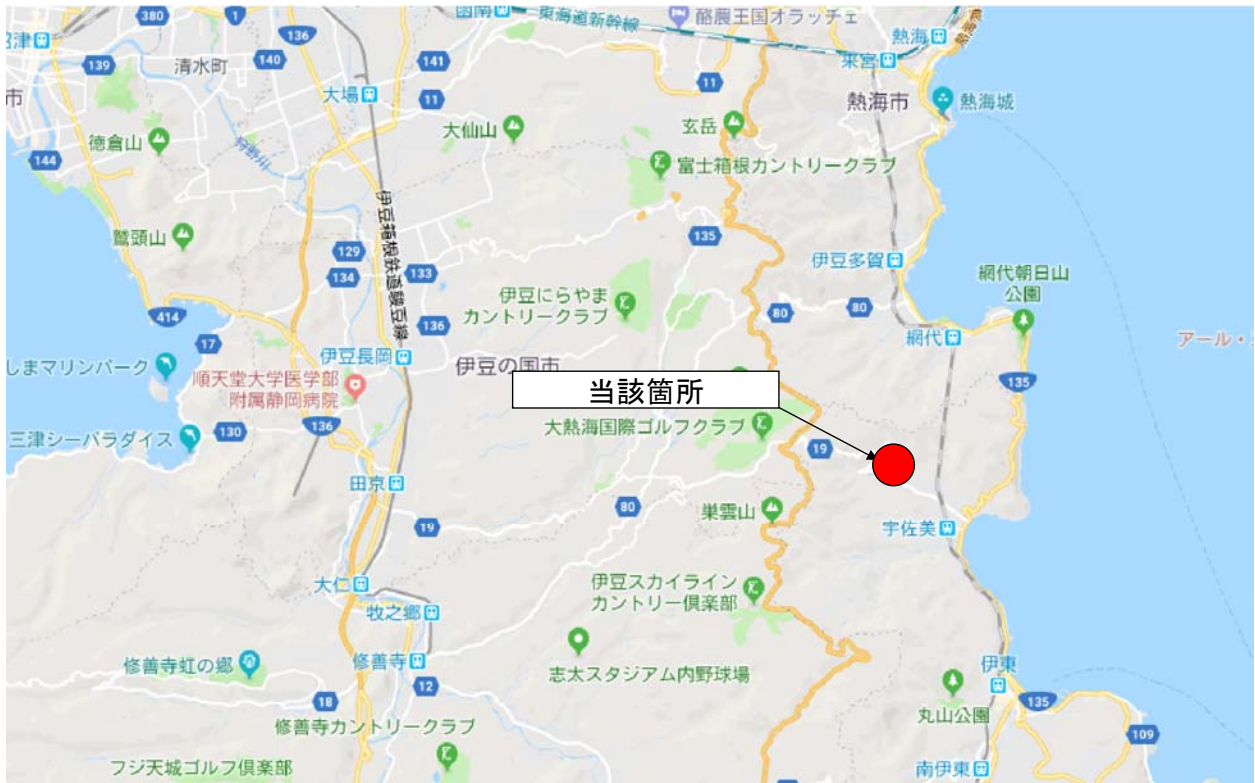 380
1
136
函南
東海道新幹線
酪農王国オラッチェ
熱海
沼津
139
清水町
140
141
来宮
市
大場
11
11
熱海市
熱海城
徳倉山
大仙山
玄岳
144
狩野川
富士箱根カントリークラブ
伊豆箱根鉄道駿豆線
鷲頭山
129
135
134
133
伊豆多賀
網代朝日山
公園
伊豆にらやま
カントリークラブ
414
136
80
80
17
伊豆長岡
伊豆の国市
網代
アール・
しまマリンパーク
順天堂大学医学部
附属静岡病院
当該箇所
135
三津シーパラダイス
130
136
大熱海国際ゴルフクラブ
19
田京
80
巣雲山
19
宇佐美
大仁
伊豆スカイライン
カントリー倶楽部
牧之郷
修善寺虹の郷
修善寺
志太スタジアム内野球場
伊東
12
18
丸山公園
135
修善寺カントリークラブ
109
フジ天城ゴルフ倶楽部
南伊東